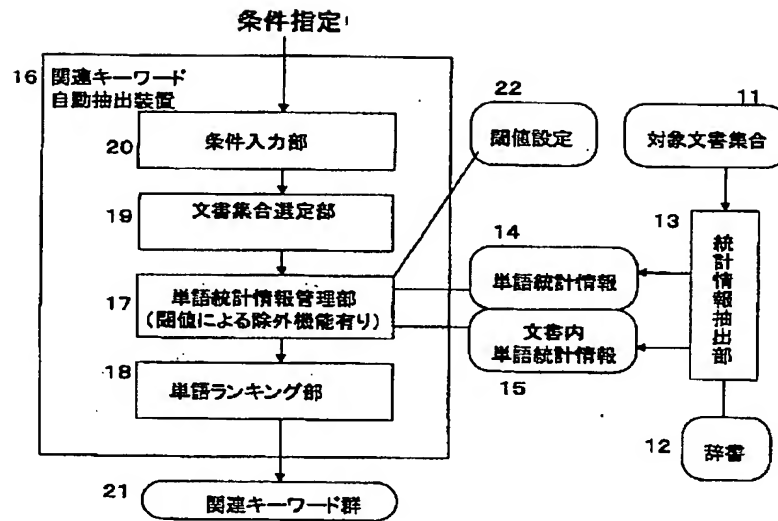 条件指定
16 関連キーワード
自動抽出装置
20 条件入力部
19 文書集合選定部
17 単語統計情報管理部
(閾値による除外機能有り)
18 単語ランキング部
21 関連キーワード群
22
閾値設定
11
対象文書集合
13 統計情報抽出部
14
単語統計情報
文書内
単語統計情報
15
12 辞書